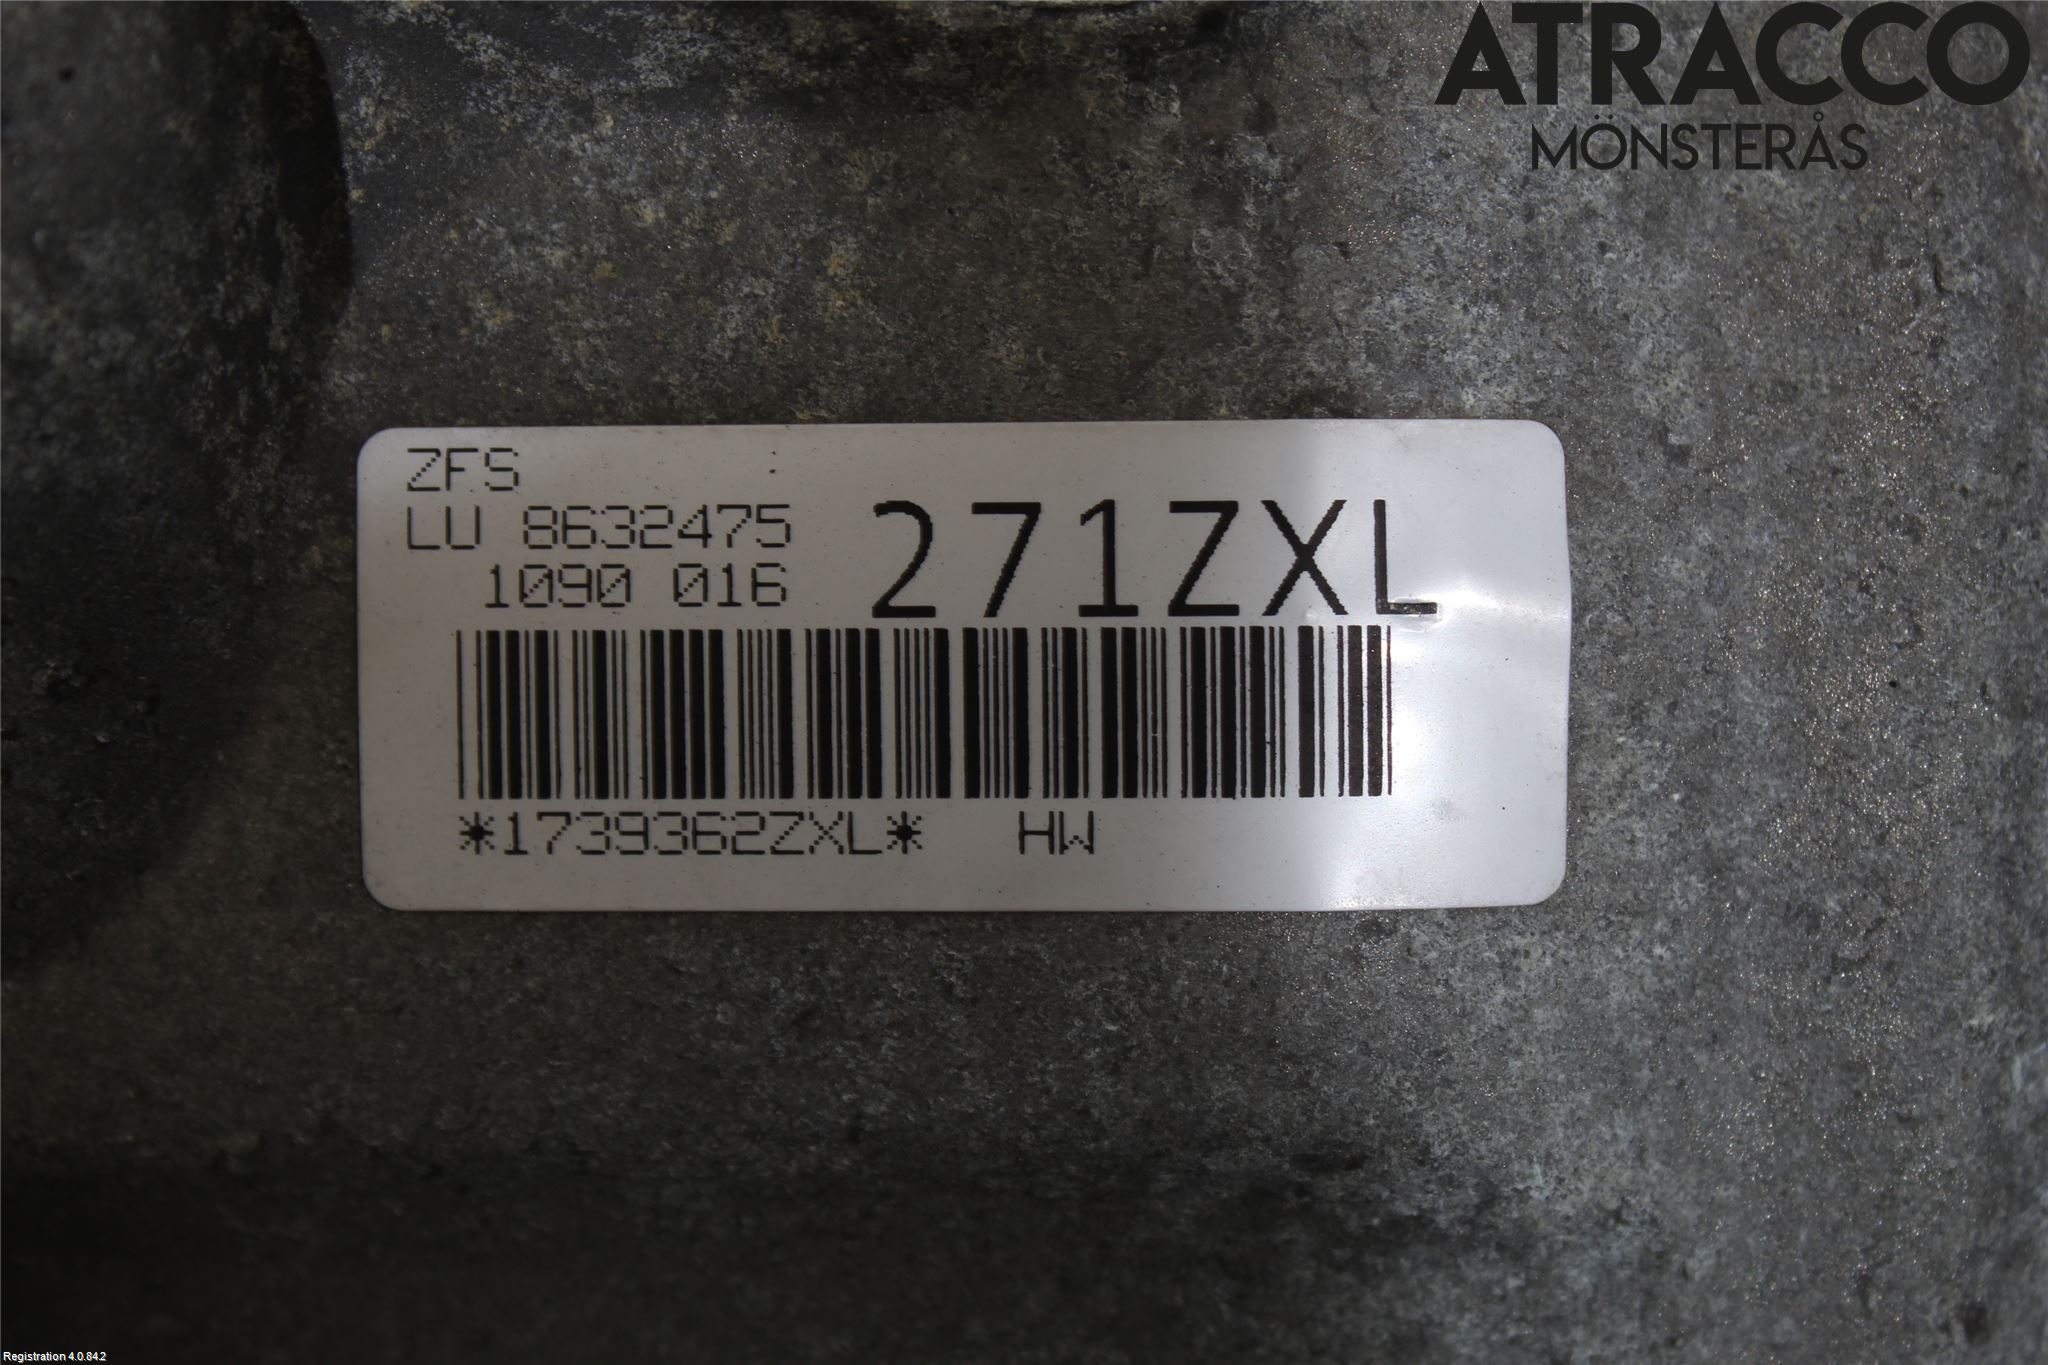 ATRACCO
MÖNSTERÅS
ZFS
LU 8632475
1090 016
271ZXL
*1739362ZXL* HW
Registration 4.0.84.2